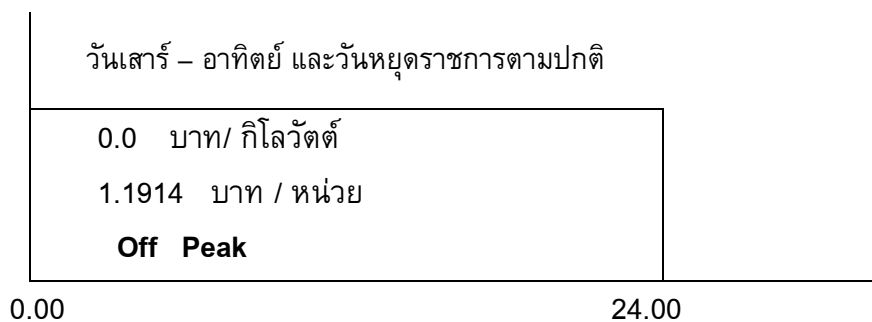 วันเสาร์ – อาทิตย์ และวันหยุดราชการตามปกติ
0.0 บาท/ กิโลวัตต์
1.1914 บาท / หน่วย
Off Peak
0.00 24.00